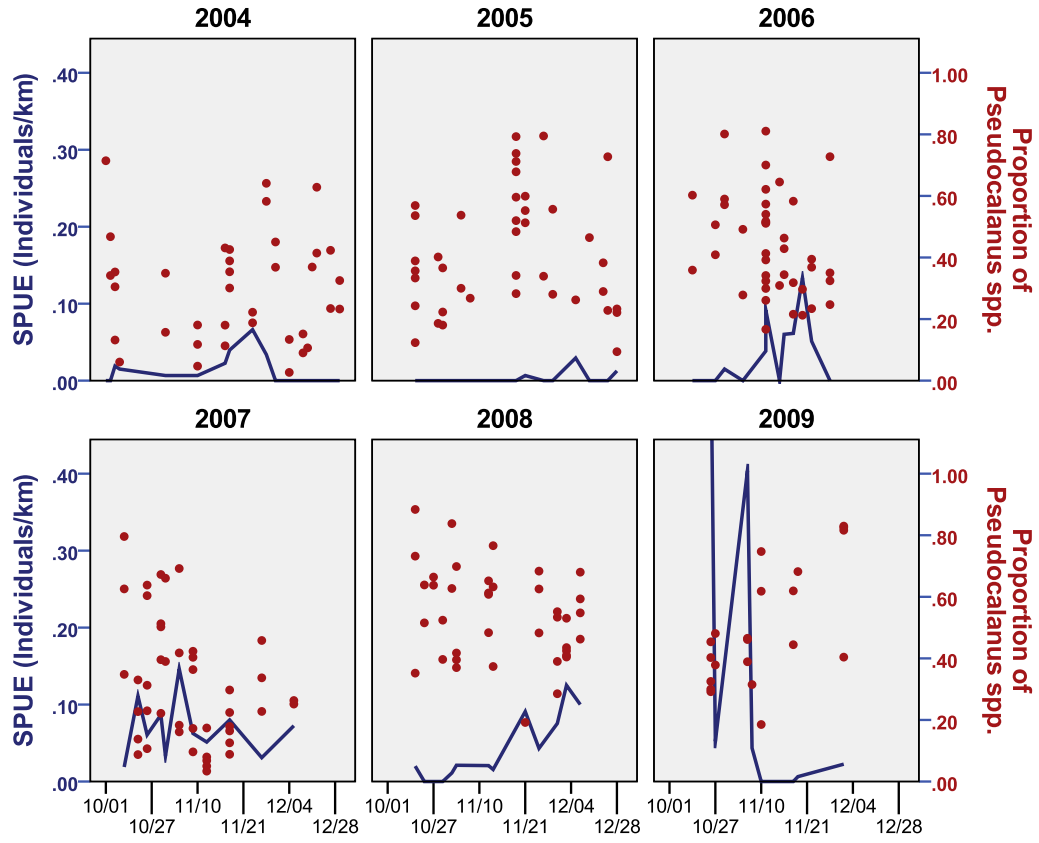 2004 2005 2006
SPUE (Individuals/km)
.40
.30
.20
.10
.00
1.00
.80
.60
.40
.20
.00
Proportion of
Pseudocalanus spp.
2007 2008 2009
SPUE (Individuals/km)
.40
.30
.20
.10
.00
1.00
.80
.60
.40
.20
.00
Proportion of
Pseudocalanus spp.
10/01 11/10 12/04 10/01 11/10 12/04 10/01 11/10 12/04
10/27 11/21 12/28 10/27 11/21 12/28 10/27 11/21 12/28